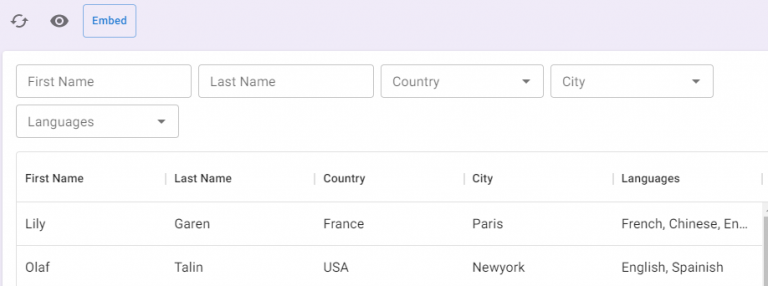 Embed
First Name Last Name Country City
Languages
First Name Last Name Country City Languages
Lily Garen France Paris French, Chinese, En...
Olaf Talin USA Newyork English, Spainish